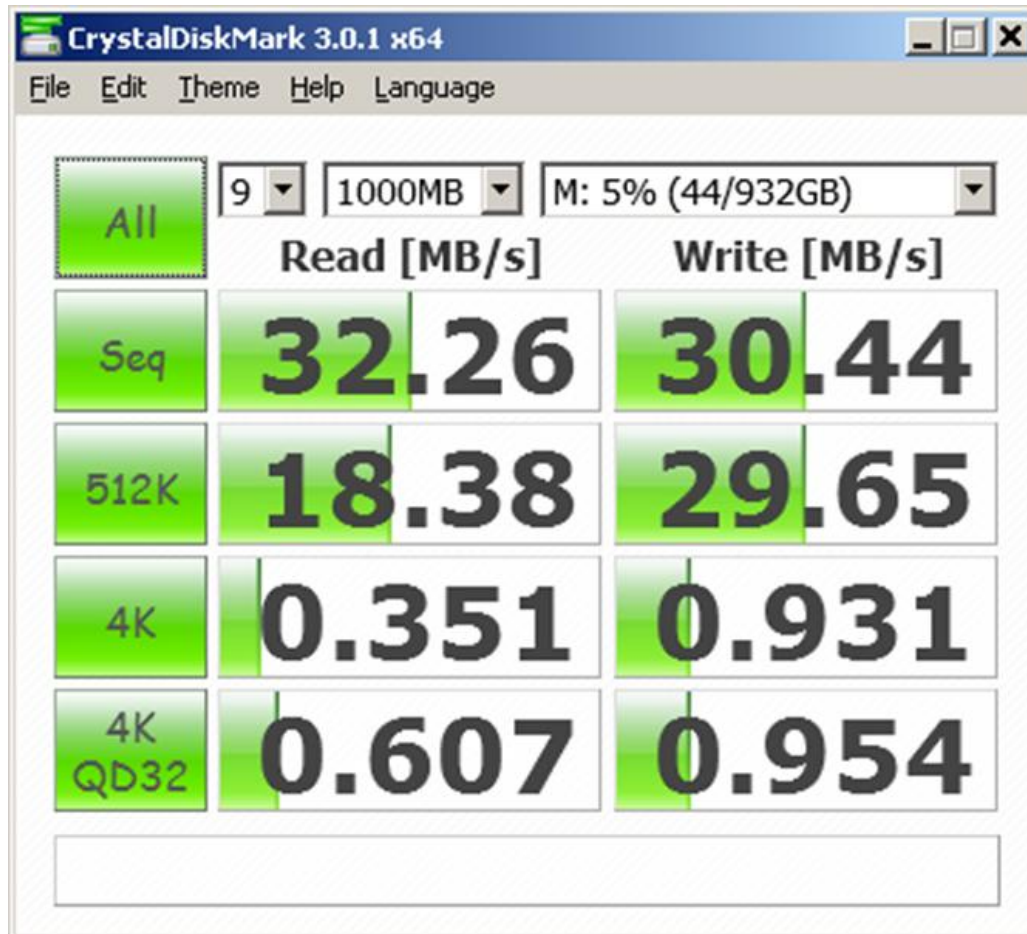 CrystalDiskMark 3.0.1 x64
File Edit Theme Help Language
All 9 1000MB M: 5% (44/932GB)
Read [MB/s] Write [MB/s]
Seq 32.26 30.44
512K 18.38 29.65
4K 0.351 0.931
4K
QD32 0.607 0.954